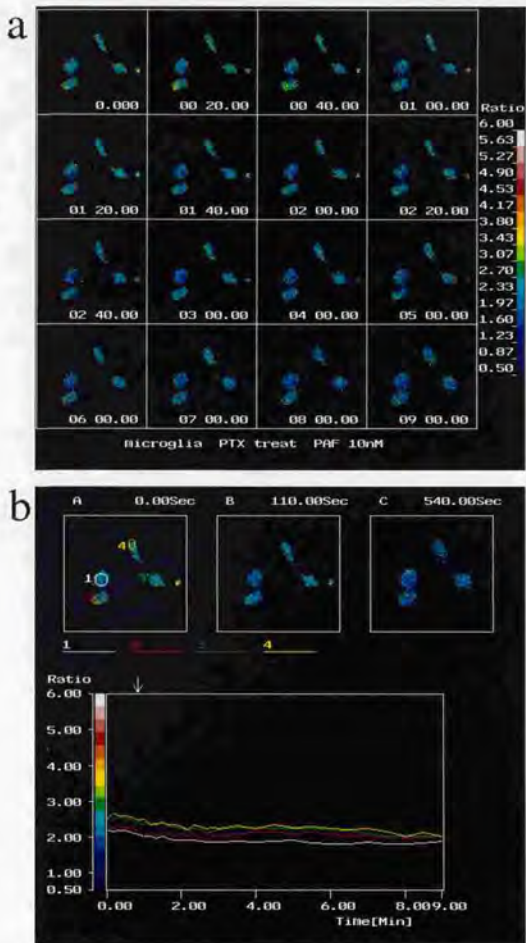 a
0.000 00 20.00 00 40.00 01 00.00
01 20.00 01 40.00 02 00.00 02 20.00
02 40.00 03 00.00 04 00.00 05 00.00
06 00.00 07 00.00 08 00.00 09 00.00
Ratio
6.00
5.63
5.27
4.90
4.53
4.17
3.80
3.43
3.07
2.70
2.33
1.97
1.60
1.23
0.87
0.50
microglia PTX treat PAF 10nM
b
A 0.00Sec B 110.00Sec C 540.00Sec
4
1
1 4
Ratio
6.00
5.00
4.00
3.00
2.00
1.00
0.50
0.00 2.00 4.00 6.00 8.009.00
Time[Min]